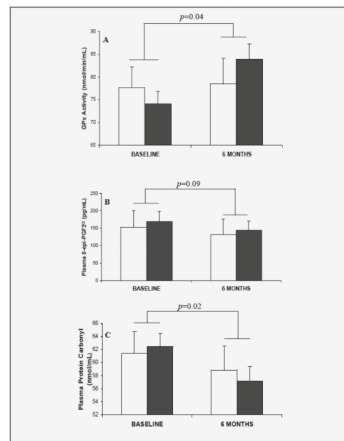 p=0.04
A
GPx Activity (nmol/min/mL)
90
85
80
75
70
65
BASELINE
6 MONTHS
p=0.09
B
Plasma 8-epi-PGF2α (pg/mL)
200
150
100
50
0
BASELINE
6 MONTHS
p=0.02
C
Plasma Protein Carbonyl
(nmol/mL)
66
64
62
60
58
56
54
52
BASELINE
6 MONTHS